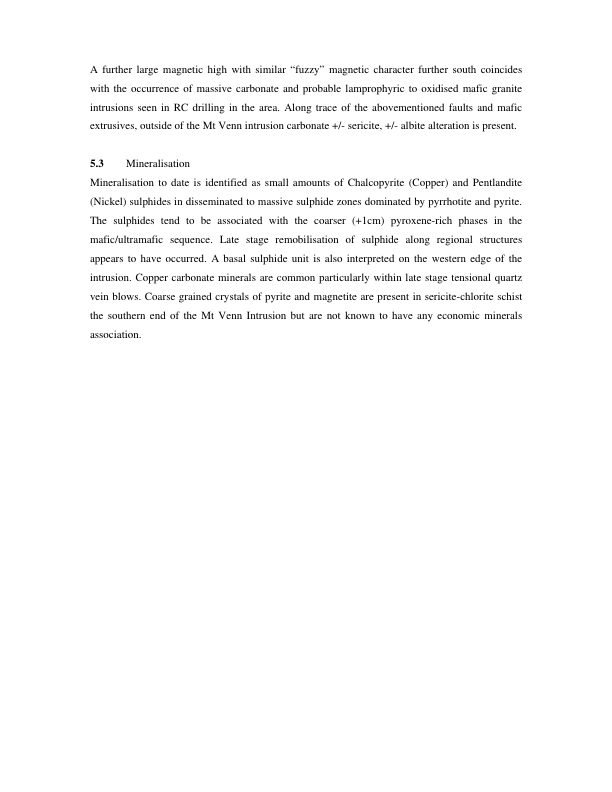 A further large magnetic high with similar “fuzzy” magnetic character further south coincides
with the occurrence of massive carbonate and probable lamprophyric to oxidised mafic granite
intrusions seen in RC drilling in the area. Along trace of the abovementioned faults and mafic
extrusives, outside of the Mt Venn intrusion carbonate +/- sericite, +/- albite alteration is present.
5.3 Mineralisation
Mineralisation to date is identified as small amounts of Chalcopyrite (Copper) and Pentlandite
(Nickel) sulphides in disseminated to massive sulphide zones dominated by pyrrhotite and pyrite.
The sulphides tend to be associated with the coarser (+1cm) pyroxene-rich phases in the
mafic/ultramafic sequence. Late stage remobilisation of sulphide along regional structures
appears to have occurred. A basal sulphide unit is also interpreted on the western edge of the
intrusion. Copper carbonate minerals are common particularly within late stage tensional quartz
vein blows. Coarse grained crystals of pyrite and magnetite are present in sericite-chlorite schist
the southern end of the Mt Venn Intrusion but are not known to have any economic minerals
association.